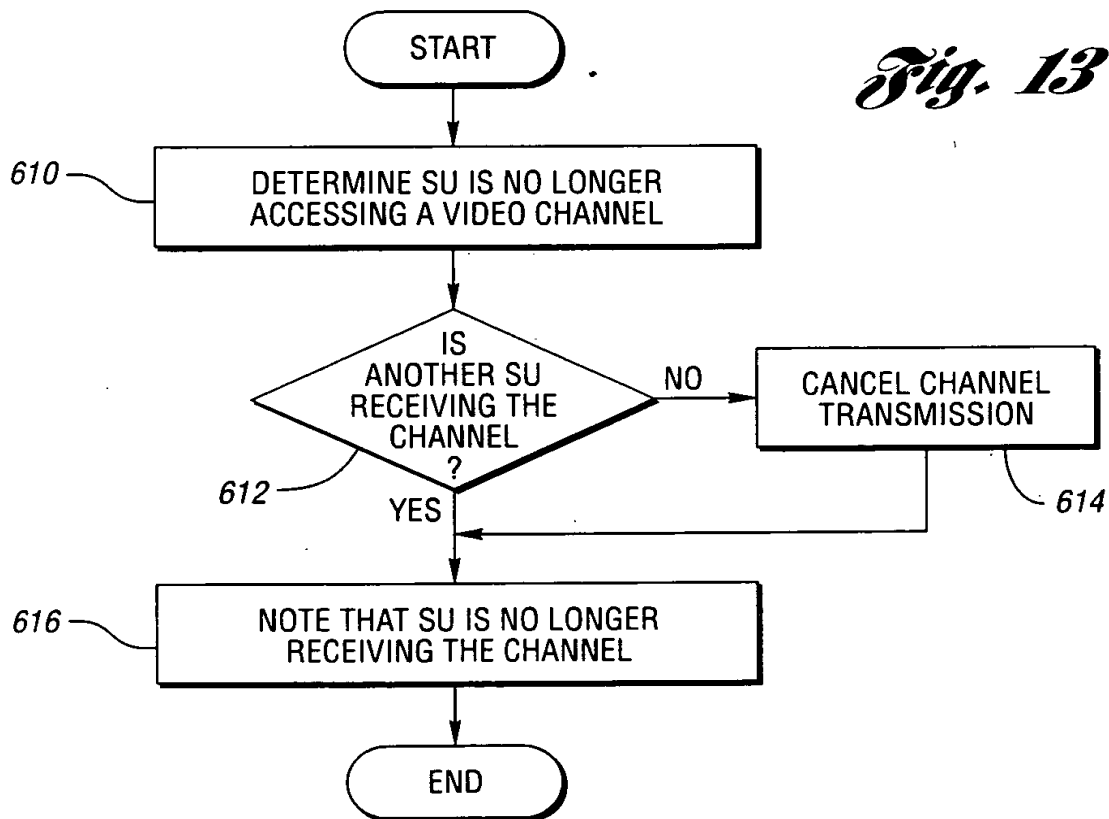 START
Fig. 13
610
DETERMINE SU IS NO LONGER
ACCESSING A VIDEO CHANNEL
IS
ANOTHER SU
RECEIVING THE
CHANNEL
?
NO
CANCEL CHANNEL
TRANSMISSION
612
YES
614
616
NOTE THAT SU IS NO LONGER
RECEIVING THE CHANNEL
END